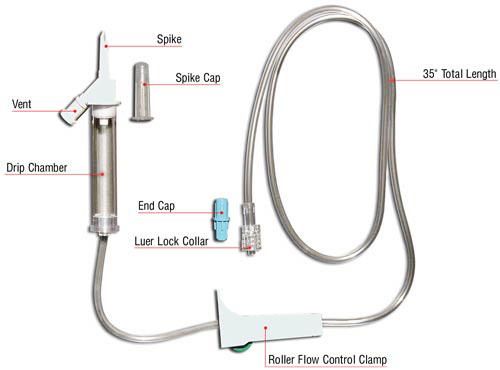 Spike
Spike Cap
35" Total Length
Vent
Drip Chamber
End Cap
Luer Lock Collar
Roller Flow Control Clamp